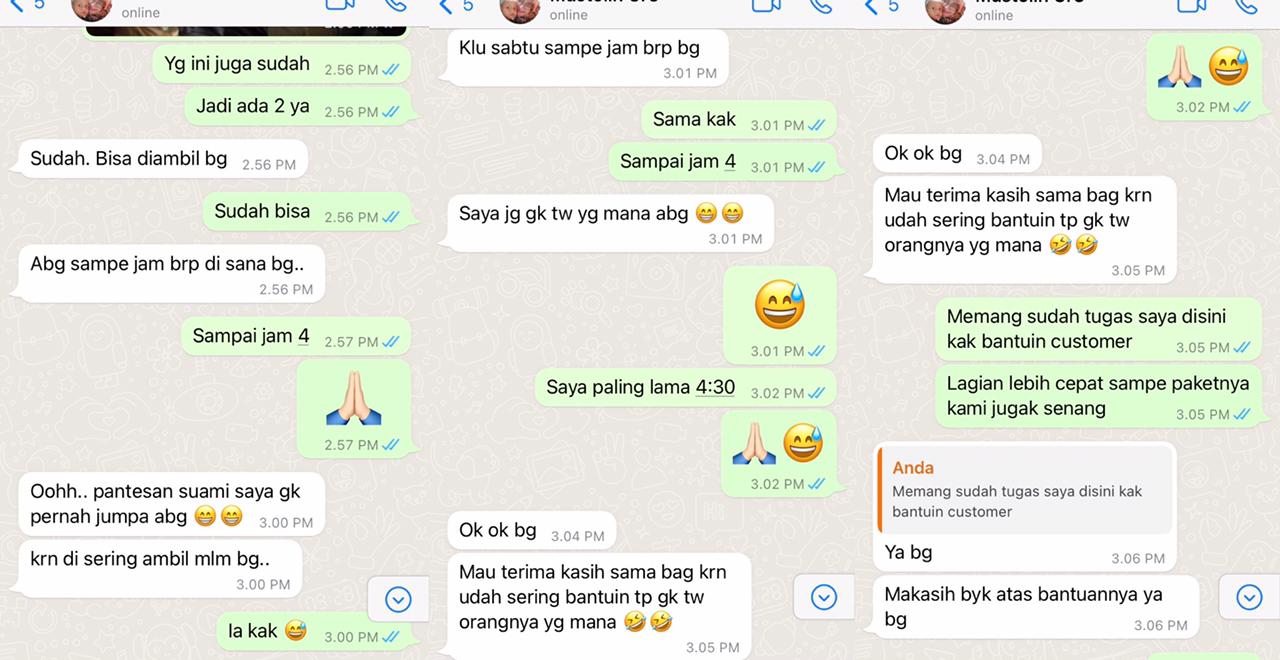 5
online
Yg ini juga sudah 2.56 PM
Jadi ada 2 ya 2.56 PM
Sudah. Bisa diambil bg 2.56 PM
Sudah bisa 2.56 PM
Abg sampe jam brp di sana bg..
2.56 PM
Sampai jam 4 2.57 PM
🙏🏻
2.57 PM
Oohh.. pantesan suami saya gk
pernah jumpa abg 😁😁 3.00 PM
krn di sering ambil mlm bg..
3.00 PM
Ia kak 😅 3.00 PM
5
online
Klu sabtu sampe jam brp bg
3.01 PM
Sama kak 3.01 PM
Sampai jam 4 3.01 PM
Saya jg gk tw yg mana abg 😁😁
3.01 PM
😅
3.01 PM
Saya paling lama 4:30 3.02 PM
🙏🏻😅
3.02 PM
Ok ok bg 3.04 PM
Mau terima kasih sama bag krn
udah sering bantuin tp gk tw
orangnya yg mana 🤣🤣
3.05 PM
5
online
🙏🏻😅
3.02 PM
Ok ok bg 3.04 PM
Mau terima kasih sama bag krn
udah sering bantuin tp gk tw
orangnya yg mana 🤣🤣
3.05 PM
Memang sudah tugas saya disini
kak bantuin customer 3.05 PM
Lagian lebih cepat sampe paketnya
kami jugak senang 3.05 PM
Anda
Memang sudah tugas saya disini kak
bantuin customer
Ya bg 3.06 PM
Makasih byk atas bantuannya ya
bg 3.06 PM